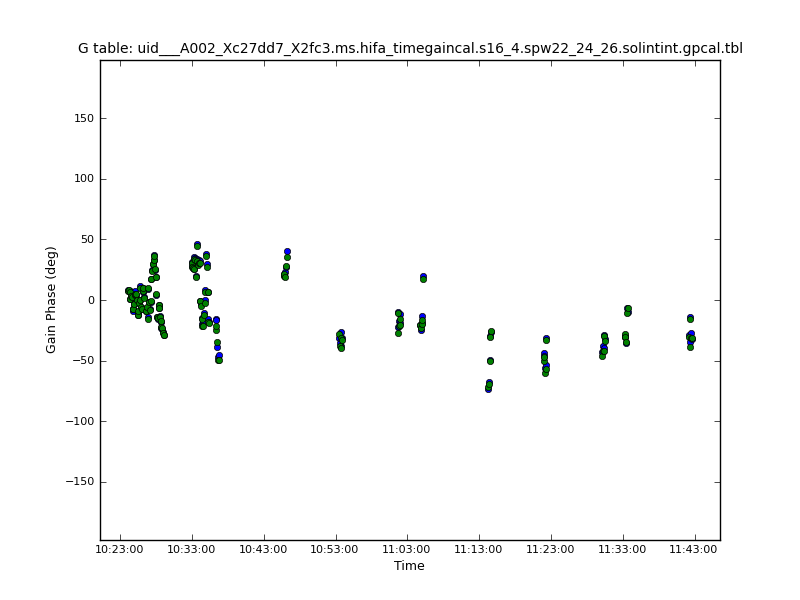 G table: uid___A002_Xc27dd7_X2fc3.ms.hifa_timegaincal.s16_4.spw22_24_26.solintint.gpcal.tbl
Gain Phase (deg)
150
100
50
0
−50
−100
−150
10:23:00 10:33:00 10:43:00 10:53:00 11:03:00 11:13:00 11:23:00 11:33:00 11:43:00
Time